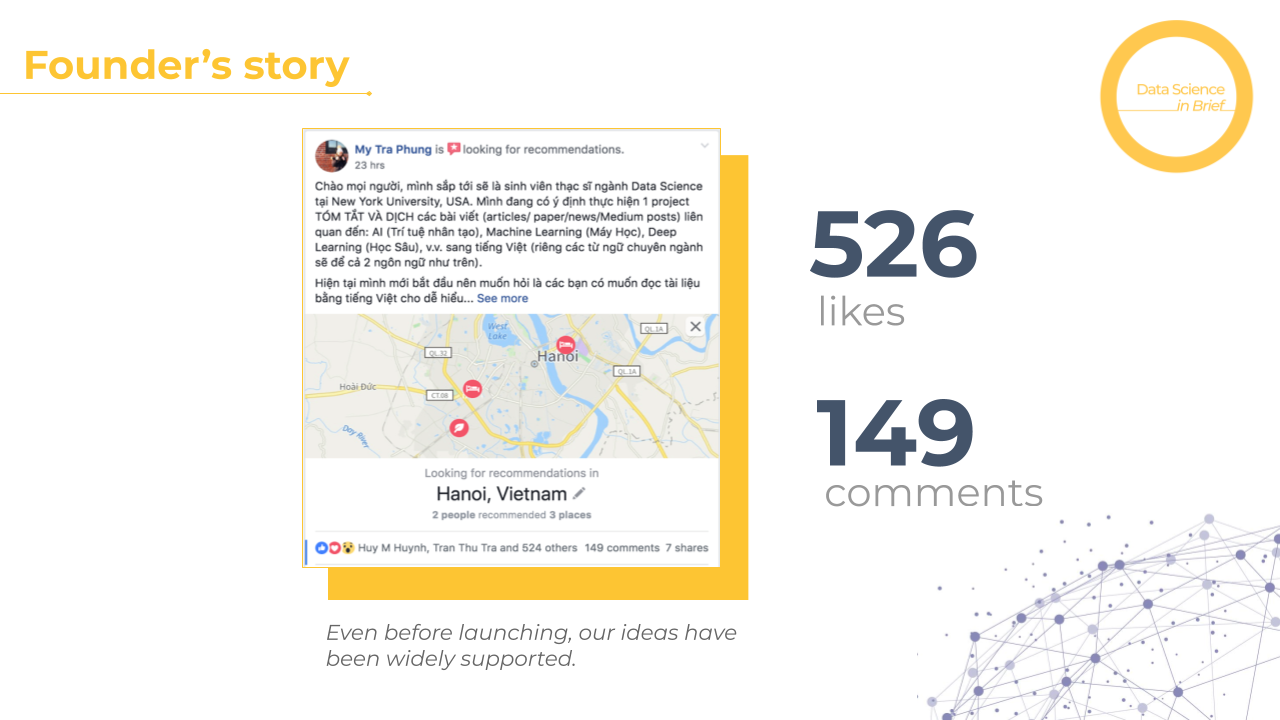 Founder's story
Data Science
in Brief
My Tra Phung is looking for recommendations.
23 hrs
Chào mọi người, mình sắp tới sẽ là sinh viên thạc sĩ ngành Data Science
tại New York University, USA. Mình đang có ý định thực hiện 1 project
TÓM TẮT VÀ DỊCH các bài viết (articles/ paper/news/Medium posts) liên
quan đến: AI (Trí tuệ nhân tạo), Machine Learning (Máy Học), Deep
Learning (Học Sâu), v.v. sang tiếng Việt (riêng các từ ngữ chuyên ngành
sẽ để cả 2 ngôn ngữ như trên).
Hiện tại mình mới bắt đầu nên muốn hỏi là các bạn có muốn đọc tài liệu
bằng tiếng Việt cho dễ hiểu... See more
West
Lake
QL.1A
QL.32
Hanoi
QL.1A
Hoài Đức
CT.08
Day River
Looking for recommendations in
Hanoi, Vietnam
2 people recommended 3 places
Huy M Huynh, Tran Thu Tra and 524 others 149 comments 7 shares
526
likes
149
comments
Even before launching, our ideas have
been widely supported.